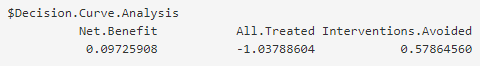 $Decision.Curve.Analysis
Net.Benefit All.Treated Interventions.Avoided
0.09725908 -1.03788604 0.57864560